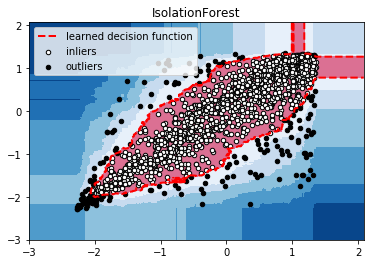 IsolationForest
learned decision function
inliers
outliers
2
1
0
−1
−2
−3
−3 −2 −1 0 1 2